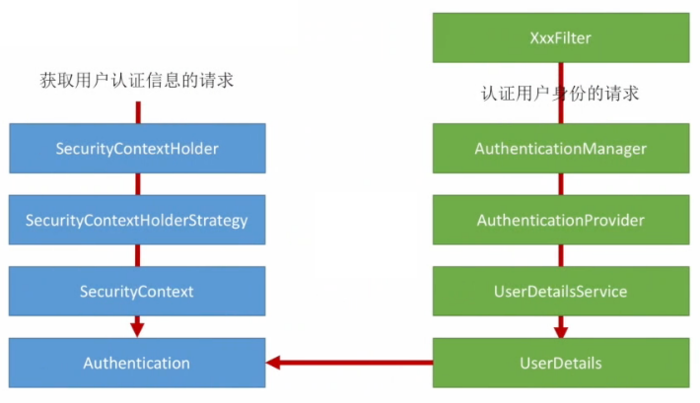 XxxFilter
获取用户认证信息的请求
认证用户身份的请求
SecurityContextHolder
AuthenticationManager
SecurityContextHolderStrategy
AuthenticationProvider
SecurityContext
UserDetailsService
Authentication
UserDetails